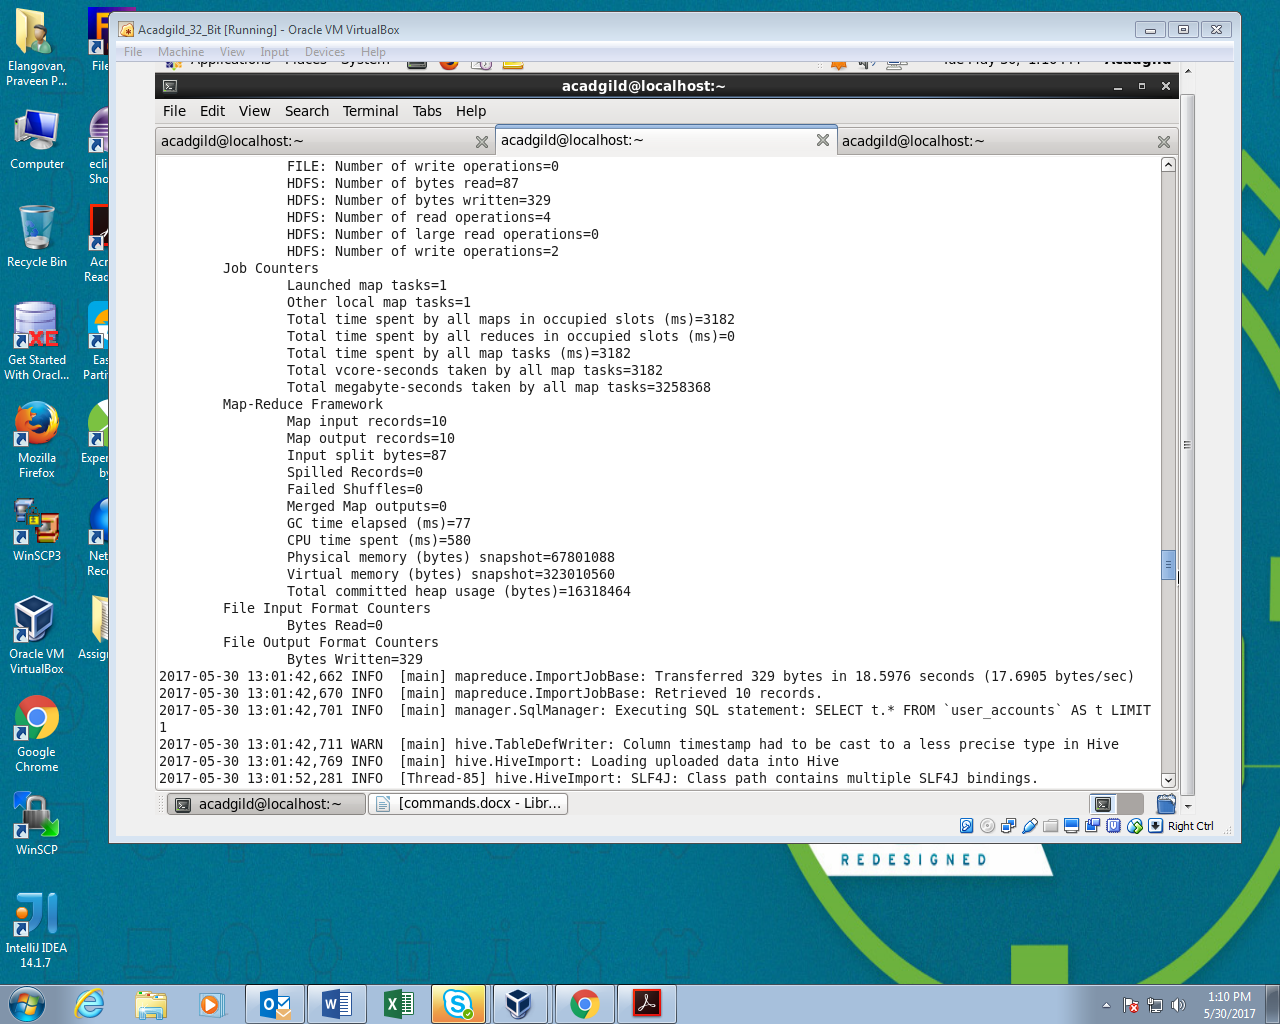 Acadgild_32_Bit [Running] - Oracle VM VirtualBox
File Machine View Input Devices Help
acadgild@localhost:~
File Edit View Search Terminal Tabs Help
acadgild@localhost:~ acadgild@localhost:~ acadgild@localhost:~
FILE: Number of write operations=0
HDFS: Number of bytes read=87
HDFS: Number of bytes written=329
HDFS: Number of read operations=4
HDFS: Number of large read operations=0
HDFS: Number of write operations=2
Job Counters
Launched map tasks=1
Other local map tasks=1
Total time spent by all maps in occupied slots (ms)=3182
Total time spent by all reduces in occupied slots (ms)=0
Total time spent by all map tasks (ms)=3182
Total vcore-seconds taken by all map tasks=3182
Total megabyte-seconds taken by all map tasks=3258368
Map-Reduce Framework
Map input records=10
Map output records=10
Input split bytes=87
Spilled Records=0
Failed Shuffles=0
Merged Map outputs=0
GC time elapsed (ms)=77
CPU time spent (ms)=580
Physical memory (bytes) snapshot=67801088
Virtual memory (bytes) snapshot=323010560
Total committed heap usage (bytes)=16318464
File Input Format Counters
Bytes Read=0
File Output Format Counters
Bytes Written=329
2017-05-30 13:01:42,662 INFO  [main] mapreduce.ImportJobBase: Transferred 329 bytes in 18.5976 seconds (17.6905 bytes/sec)
2017-05-30 13:01:42,670 INFO  [main] mapreduce.ImportJobBase: Retrieved 10 records.
2017-05-30 13:01:42,701 INFO  [main] manager.SqlManager: Executing SQL statement: SELECT t.* FROM `user_accounts` AS t LIMIT
1
2017-05-30 13:01:42,711 WARN  [main] hive.TableDefWriter: Column timestamp had to be cast to a less precise type in Hive
2017-05-30 13:01:42,769 INFO  [main] hive.HiveImport: Loading uploaded data into Hive
2017-05-30 13:01:52,281 INFO  [Thread-85] hive.HiveImport: SLF4J: Class path contains multiple SLF4J bindings.
acadgild@localhost:~ [commands.docx - Libr...
Right Ctrl
Elangovan,
Praveen P...
File
Computer
ecli
Sho
Recycle Bin
Acr
Read
Get Started
With Oracl...
XE
Eas
Partit
Mozilla
Firefox
Exper
by
WinSCP3
Net
Rec
Oracle VM
VirtualBox
Assig
Google
Chrome
WinSCP
IntelliJ IDEA
14.1.7
REDESIGNED
1:10 PM
5/30/2017